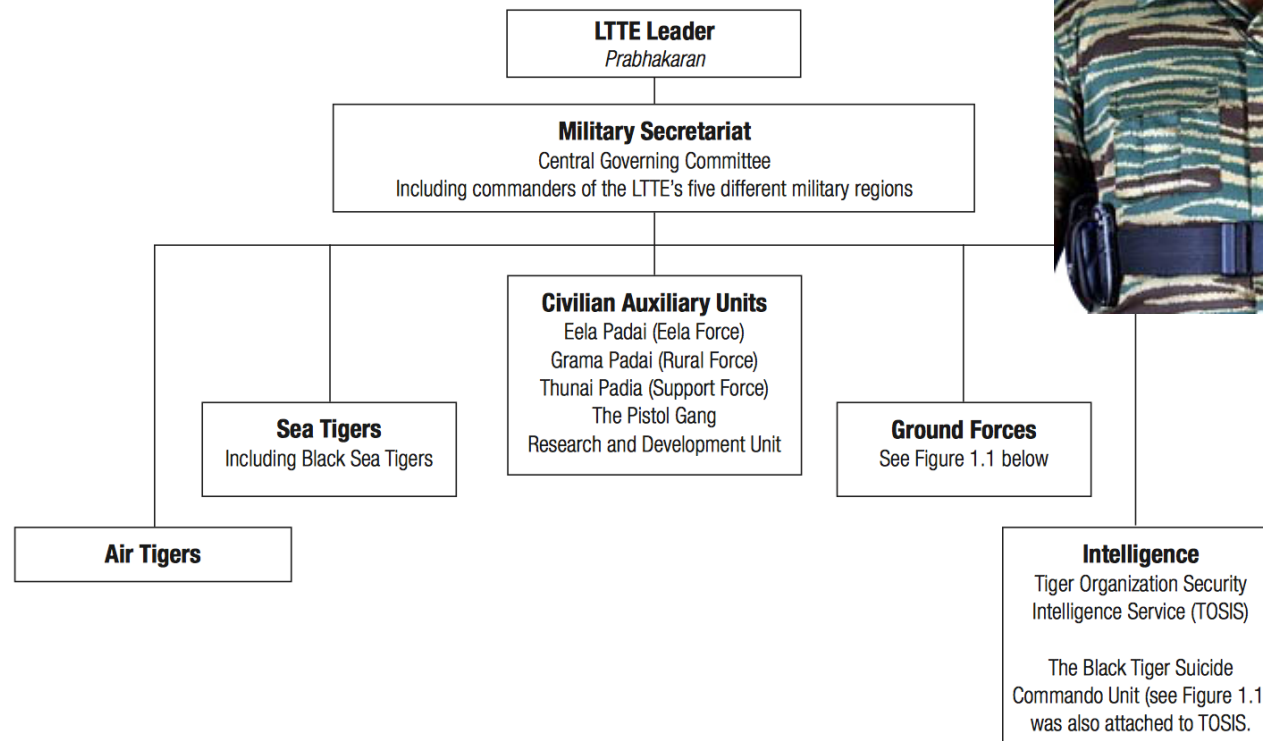 LTTE Leader
Prabhakaran
Military Secretariat
Central Governing Committee
Including commanders of the LTTE's five different military regions
Civilian Auxiliary Units
Eela Padai (Eela Force)
Grama Padai (Rural Force)
Thunai Padia (Support Force)
The Pistol Gang
Research and Development Unit
Sea Tigers
Including Black Sea Tigers
Ground Forces
See Figure 1.1 below
Air Tigers
Intelligence
Tiger Organization Security
Intelligence Service (TOSIS)
The Black Tiger Suicide
Commando Unit (see Figure 1.1
was also attached to TOSIS.